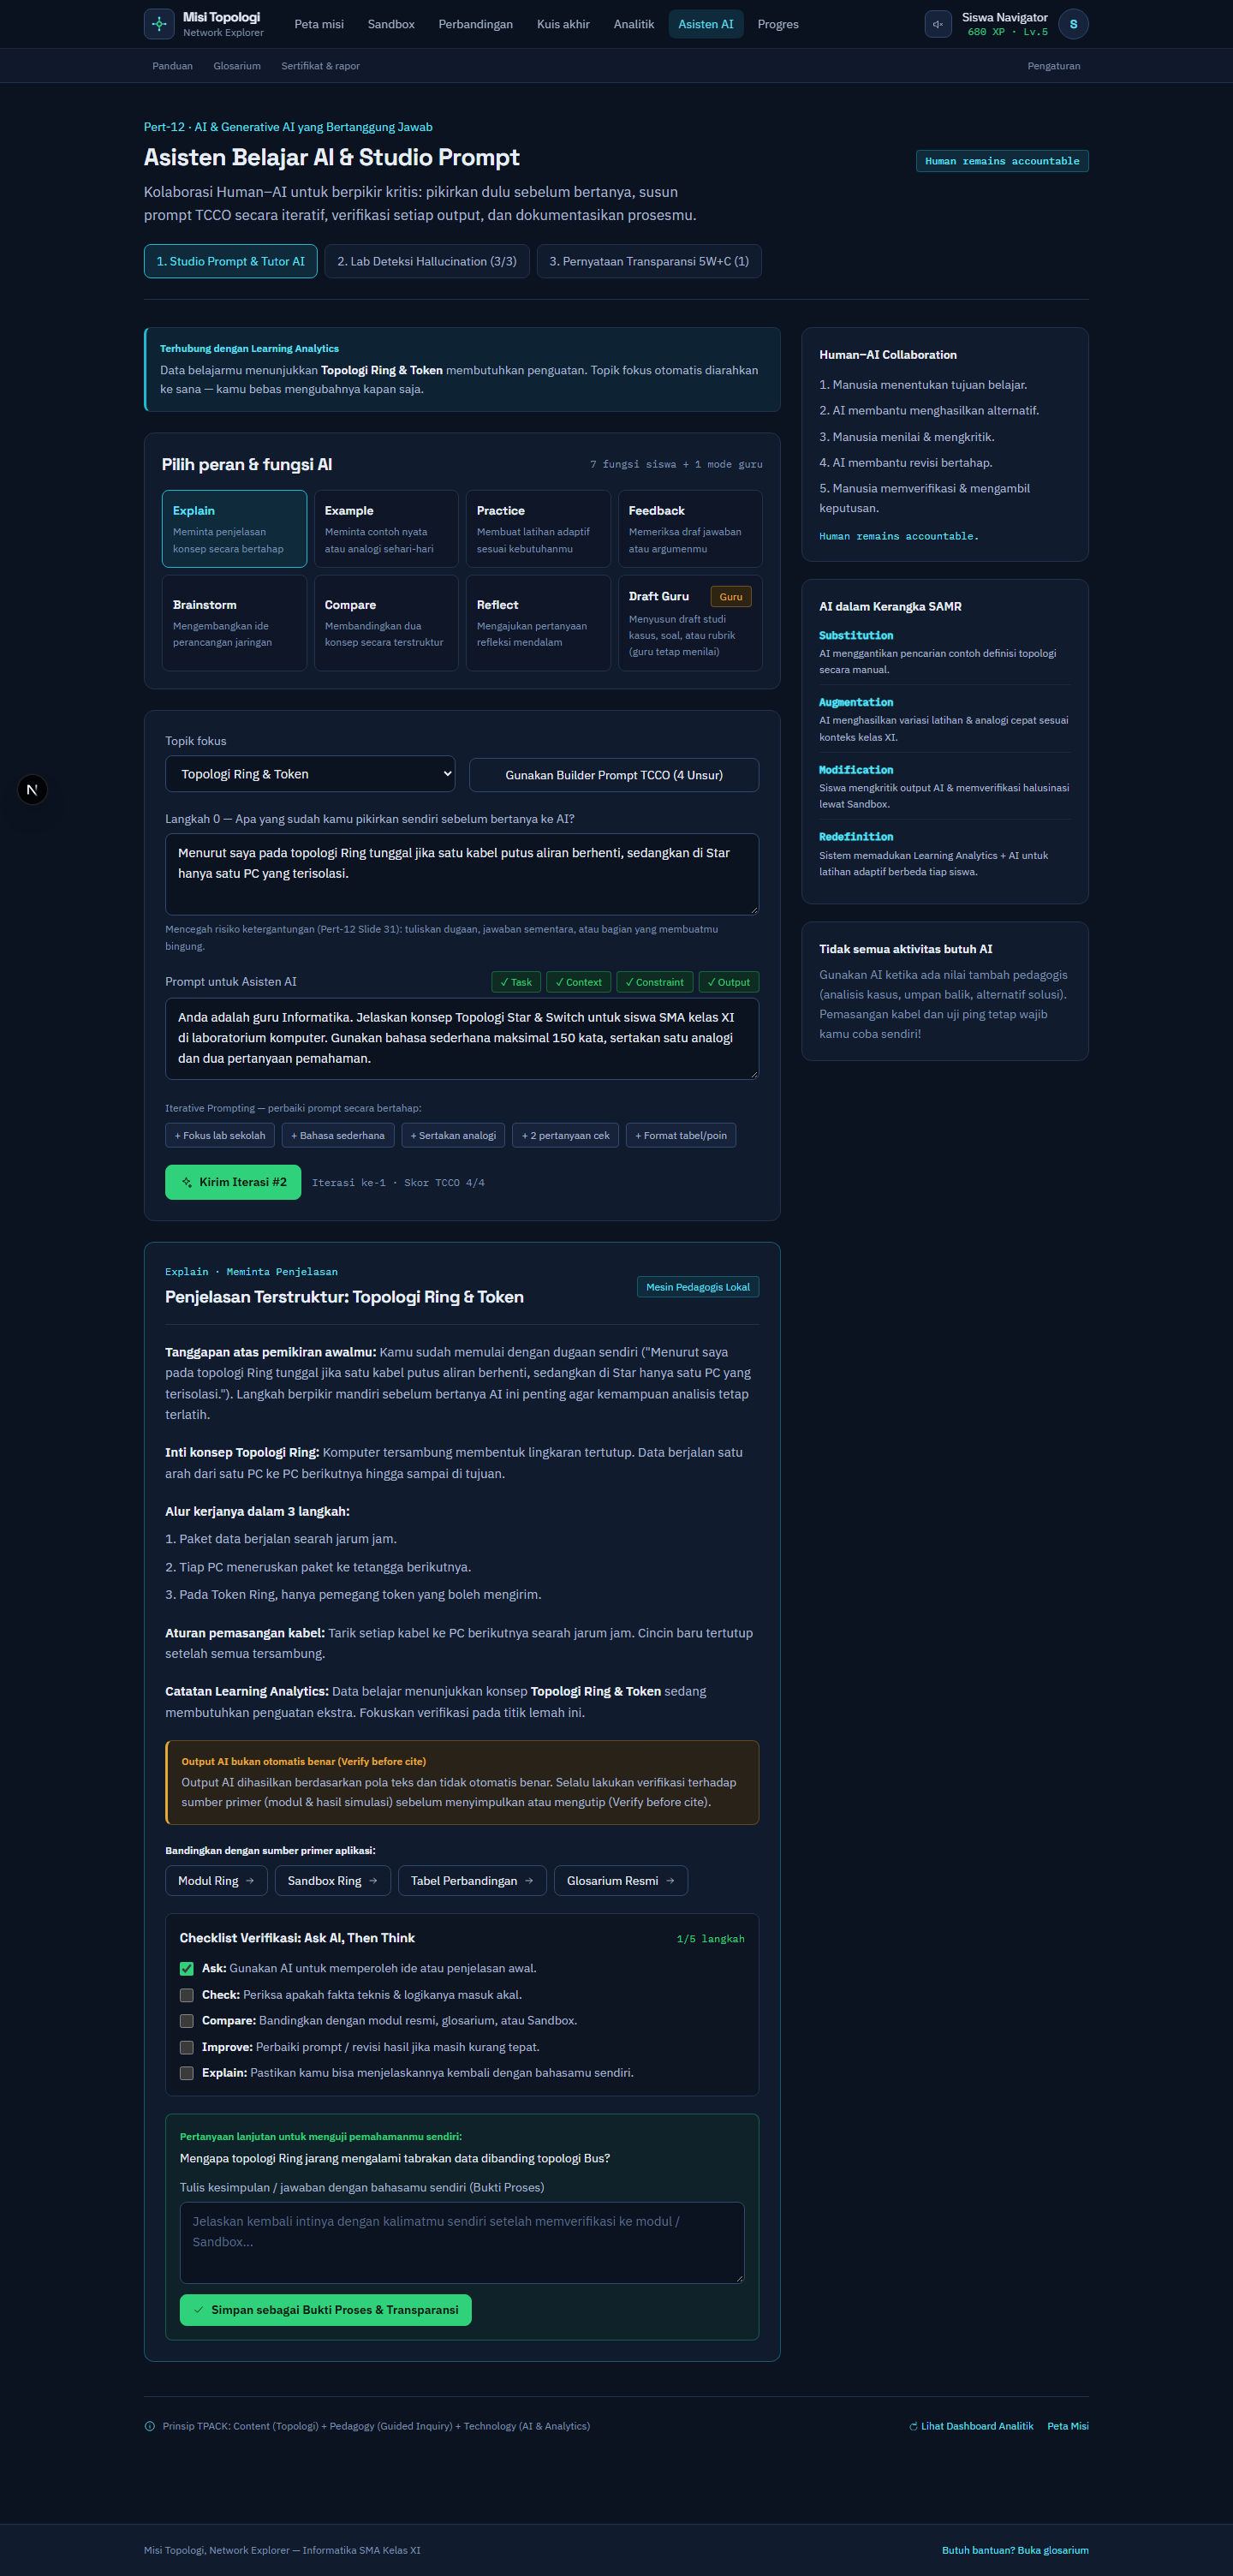 Misi Topologi
Network Explorer
Peta misi
Sandbox
Perbandingan
Kuis akhir
Analitik
Asisten AI
Progres
Siswa Navigator
680 XP · Lv.5
S
Panduan
Glosarium
Sertifikat & rapor
Pengaturan
Pert-12 · AI & Generative AI yang Bertanggung Jawab
Asisten Belajar AI & Studio Prompt
Human remains accountable
Kolaborasi Human–AI untuk berpikir kritis: pikirkan dulu sebelum bertanya, susun
prompt TCCO secara iteratif, verifikasi setiap output, dan dokumentasikan prosesmu.
1. Studio Prompt & Tutor AI
2. Lab Deteksi Hallucination (3/3)
3. Pernyataan Transparansi 5W+C (1)
Terhubung dengan Learning Analytics
Data belajarmu menunjukkan Topologi Ring & Token membutuhkan penguatan. Topik fokus otomatis diarahkan
ke sana — kamu bebas mengubahnya kapan saja.
Pilih peran & fungsi AI
7 fungsi siswa + 1 mode guru
Explain
Meminta penjelasan
konsep secara bertahap
Example
Meminta contoh nyata
atau analogi sehari-hari
Practice
Membuat latihan adaptif
sesuai kebutuhanmu
Feedback
Memeriksa draf jawaban
atau argumenmu
Brainstorm
Mengembangkan ide
perancangan jaringan
Compare
Membandingkan dua
konsep secara terstruktur
Reflect
Mengajukan pertanyaan
refleksi mendalam
Draft Guru
Guru
Menyusun draft studi
kasus, soal, atau rubrik
(guru tetap menilai)
Topik fokus
Topologi Ring & Token
Gunakan Builder Prompt TCCO (4 Unsur)
Langkah 0 — Apa yang sudah kamu pikirkan sendiri sebelum bertanya ke AI?
Menurut saya pada topologi Ring tunggal jika satu kabel putus aliran berhenti, sedangkan di Star
hanya satu PC yang terisolasi.
Mencegah risiko ketergantungan (Pert-12 Slide 31): tuliskan dugaan, jawaban sementara, atau bagian yang membuatmu
bingung.
Prompt untuk Asisten AI
✓ Task
✓ Context
✓ Constraint
✓ Output
Anda adalah guru Informatika. Jelaskan konsep Topologi Star & Switch untuk siswa SMA kelas XI
di laboratorium komputer. Gunakan bahasa sederhana maksimal 150 kata, sertakan satu analogi
dan dua pertanyaan pemahaman.
Iterative Prompting — perbaiki prompt secara bertahap:
+ Fokus lab sekolah
+ Bahasa sederhana
+ Sertakan analogi
+ 2 pertanyaan cek
+ Format tabel/poin
Kirim Iterasi #2
Iterasi ke-1 · Skor TCCO 4/4
Explain · Meminta Penjelasan
Penjelasan Terstruktur: Topologi Ring & Token
Mesin Pedagogis Lokal
Tanggapan atas pemikiran awalmu: Kamu sudah memulai dengan dugaan sendiri ("Menurut saya
pada topologi Ring tunggal jika satu kabel putus aliran berhenti, sedangkan di Star hanya satu PC yang
terisolasi."). Langkah berpikir mandiri sebelum bertanya AI ini penting agar kemampuan analisis tetap
terlatih.
Inti konsep Topologi Ring: Komputer tersambung membentuk lingkaran tertutup. Data berjalan satu
arah dari satu PC ke PC berikutnya hingga sampai di tujuan.
Alur kerjanya dalam 3 langkah:
1. Paket data berjalan searah jarum jam.
2. Tiap PC meneruskan paket ke tetangga berikutnya.
3. Pada Token Ring, hanya pemegang token yang boleh mengirim.
Aturan pemasangan kabel: Tarik setiap kabel ke PC berikutnya searah jarum jam. Cincin baru tertutup
setelah semua tersambung.
Catatan Learning Analytics: Data belajar menunjukkan konsep Topologi Ring & Token sedang
membutuhkan penguatan ekstra. Fokuskan verifikasi pada titik lemah ini.
Output AI bukan otomatis benar (Verify before cite)
Output AI dihasilkan berdasarkan pola teks dan tidak otomatis benar. Selalu lakukan verifikasi terhadap
sumber primer (modul & hasil simulasi) sebelum menyimpulkan atau mengutip (Verify before cite).
Bandingkan dengan sumber primer aplikasi:
Modul Ring →
Sandbox Ring →
Tabel Perbandingan →
Glosarium Resmi →
Checklist Verifikasi: Ask AI, Then Think
1/5 langkah
Ask: Gunakan AI untuk memperoleh ide atau penjelasan awal.
Check: Periksa apakah fakta teknis & logikanya masuk akal.
Compare: Bandingkan dengan modul resmi, glosarium, atau Sandbox.
Improve: Perbaiki prompt / revisi hasil jika masih kurang tepat.
Explain: Pastikan kamu bisa menjelaskannya kembali dengan bahasamu sendiri.
Pertanyaan lanjutan untuk menguji pemahamanmu sendiri:
Mengapa topologi Ring jarang mengalami tabrakan data dibanding topologi Bus?
Tulis kesimpulan / jawaban dengan bahasamu sendiri (Bukti Proses)
Jelaskan kembali intinya dengan kalimatmu sendiri setelah memverifikasi ke modul /
Sandbox...
Simpan sebagai Bukti Proses & Transparansi
Human–AI Collaboration
1. Manusia menentukan tujuan belajar.
2. AI membantu menghasilkan alternatif.
3. Manusia menilai & mengkritik.
4. AI membantu revisi bertahap.
5. Manusia memverifikasi & mengambil
keputusan.
Human remains accountable.
AI dalam Kerangka SAMR
Substitution
AI menggantikan pencarian contoh definisi topologi
secara manual.
Augmentation
AI menghasilkan variasi latihan & analogi cepat sesuai
konteks kelas XI.
Modification
Siswa mengkritik output AI & memverifikasi halusinasi
lewat Sandbox.
Redefinition
Sistem memadukan Learning Analytics + AI untuk
latihan adaptif berbeda tiap siswa.
Tidak semua aktivitas butuh AI
Gunakan AI ketika ada nilai tambah pedagogis
(analisis kasus, umpan balik, alternatif solusi).
Pemasangan kabel dan uji ping tetap wajib
kamu coba sendiri!
N
Prinsip TPACK: Content (Topologi) + Pedagogy (Guided Inquiry) + Technology (AI & Analytics)
Lihat Dashboard Analitik
Peta Misi
Misi Topologi, Network Explorer — Informatika SMA Kelas XI
Butuh bantuan? Buka glosarium